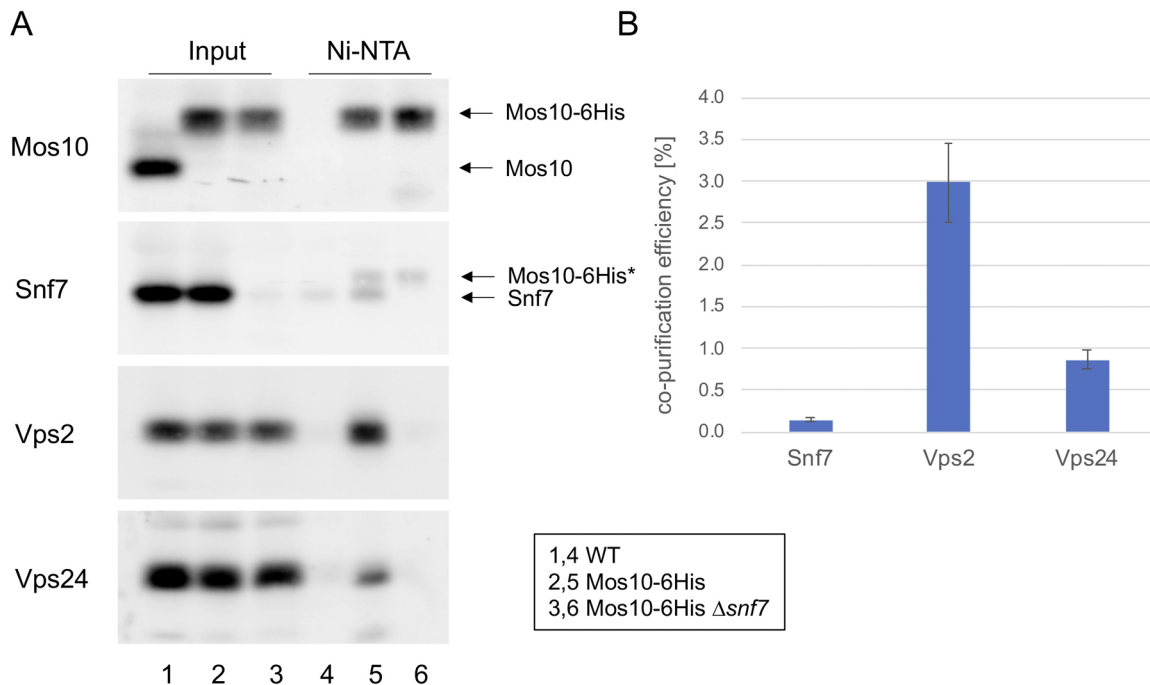 A
Input
Ni-NTA
Mos10
Mos10-6His
Mos10
Snf7
Mos10-6His*
Snf7
Vps2
Vps24
1 2 3 4 5 6
B
co-purification efficiency [%]
4.0
3.5
3.0
2.5
2.0
1.5
1.0
0.5
0.0
Snf7 Vps2 Vps24
1,4 WT
2,5 Mos10-6His
3,6 Mos10-6His Δsnf7